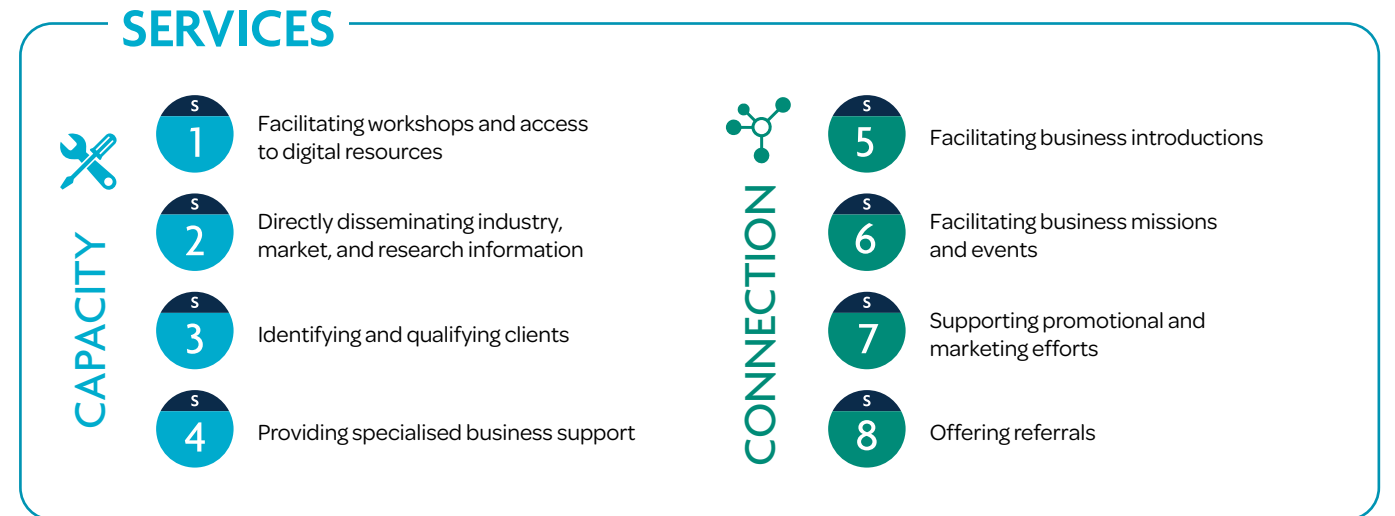 SERVICES
CAPACITY
S
1
Facilitating workshops and access
to digital resources
S
2
Directly disseminating industry,
market, and research information
S
3
Identifying and qualifying clients
S
4
Providing specialised business support
CONNECTION
S
5
Facilitating business introductions
S
6
Facilitating business missions
and events
S
7
Supporting promotional and
marketing efforts
S
8
Offering referrals